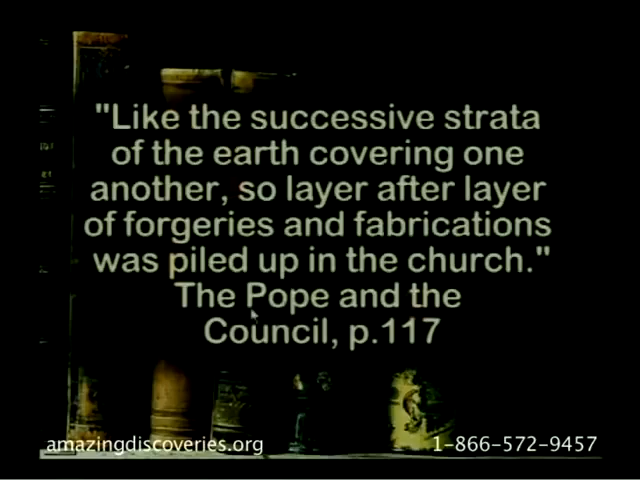 "Like the successive strata
of the earth covering one
another, so layer after layer
of forgeries and fabrications
was piled up in the church."
The Pope and the
Council, p.117
amazingdiscoveries.org
1-866-572-9457